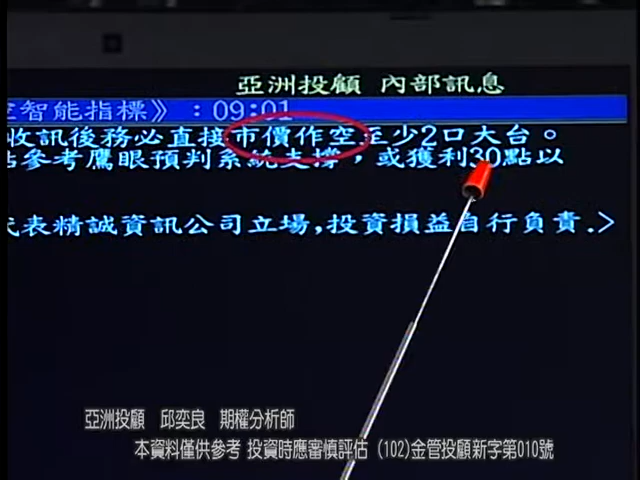 亞洲投顧 內部訊息
智能指標》：09:01
收訊後務必直接市價作空至少2口大台。
參考鷹眼預判系統支撐，或獲利30點以
表精誠資訊公司立場,投資損益自行負責.>
亞洲投顧 邱奕良 期權分析師
本資料僅供參考 投資時應審慎評估 (102)金管投顧新字第010號